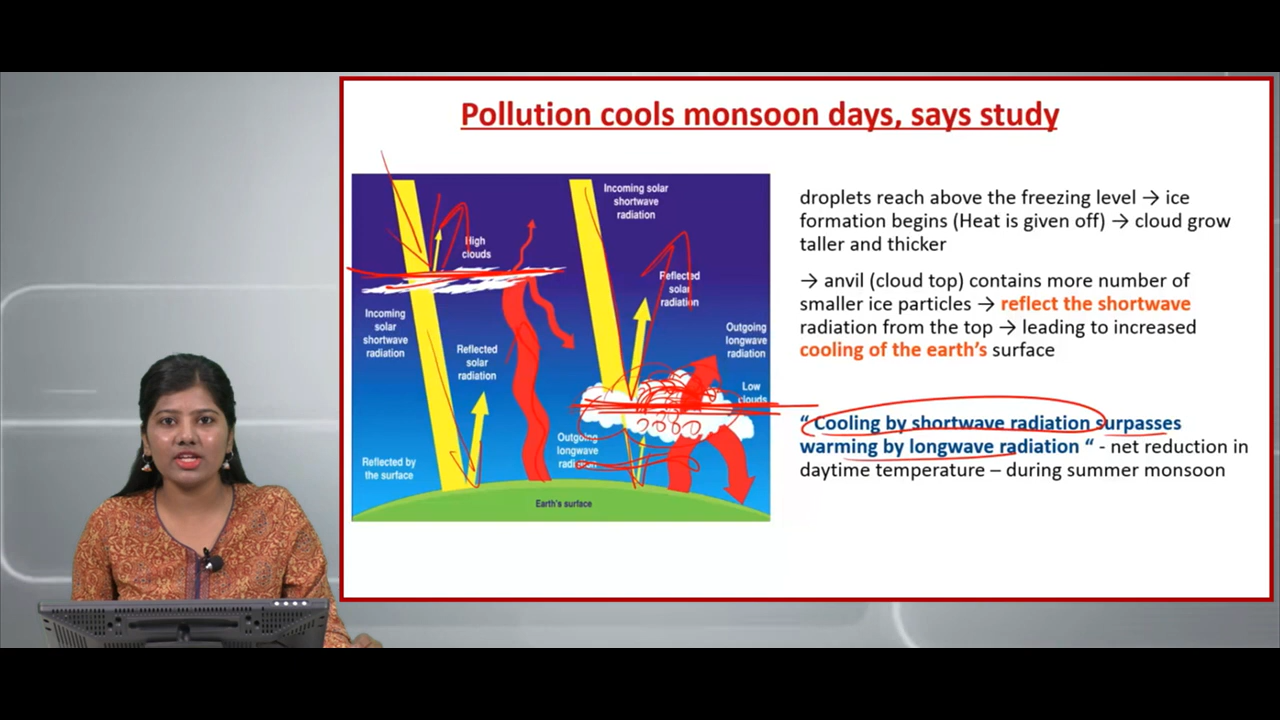 Pollution cools monsoon days, says study
Incoming solar
shortwave
radiation
High
clouds
Reflected
solar
radiation
Incoming
solar
shortwave
radiation
Outgoing
longwave
radiation
Reflected
solar
radiation
Low
clouds
Outgoing
longwave
radiation
Reflected by
the surface
Earth's surface
droplets reach above the freezing level → ice
formation begins (Heat is given off) → cloud grow
taller and thicker
→ anvil (cloud top) contains more number of
smaller ice particles → reflect the shortwave
radiation from the top → leading to increased
cooling of the earth's surface
“ Cooling by shortwave radiation surpasses
warming by longwave radiation “ - net reduction in
daytime temperature – during summer monsoon